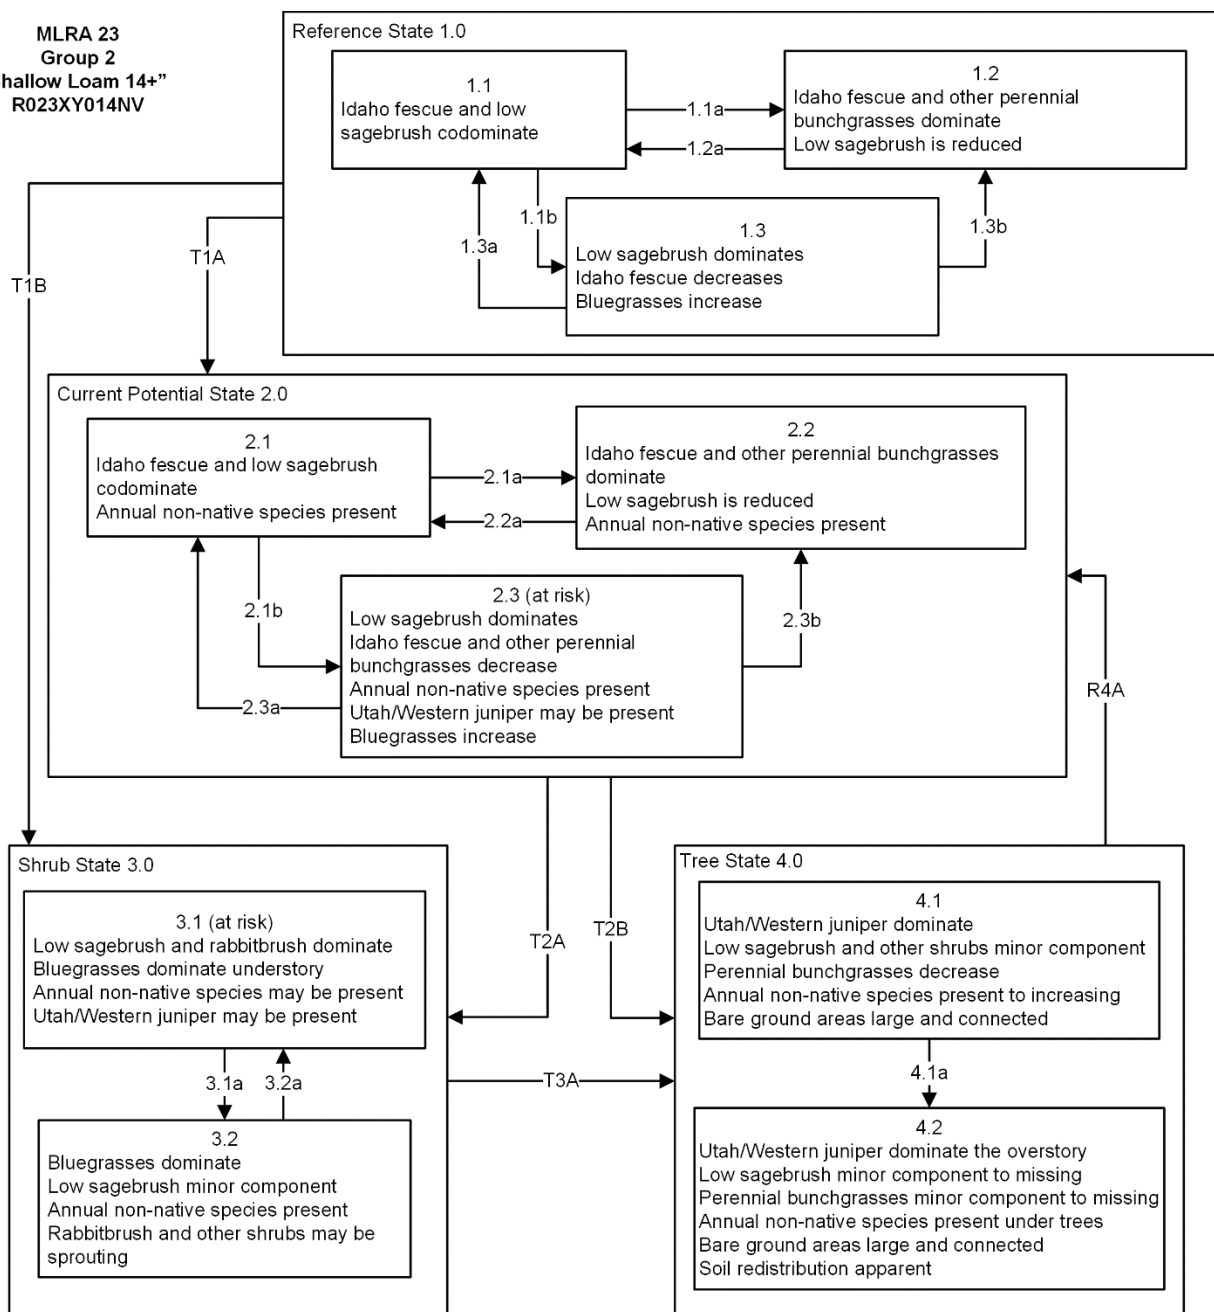 MLRA 23
Group 2
hallow Loam 14+”
R023XY014NV
Reference State 1.0
1.1
Idaho fescue and low
sagebrush codominate
1.1a
1.2a
1.2
Idaho fescue and other perennial
bunchgrasses dominate
Low sagebrush is reduced
1.1b
1.3a
1.3
Low sagebrush dominates
Idaho fescue decreases
Bluegrasses increase
1.3b
T1B
T1A
Current Potential State 2.0
2.1
Idaho fescue and low sagebrush
codominate
Annual non-native species present
2.1a
2.2a
2.2
Idaho fescue and other perennial bunchgrasses
dominate
Low sagebrush is reduced
Annual non-native species present
2.1b
2.3a
2.3 (at risk)
Low sagebrush dominates
Idaho fescue and other perennial
bunchgrasses decrease
Annual non-native species present
Utah/Western juniper may be present
Bluegrasses increase
2.3b
R4A
T2A
T2B
Shrub State 3.0
3.1 (at risk)
Low sagebrush and rabbitbrush dominate
Bluegrasses dominate understory
Annual non-native species may be present
Utah/Western juniper may be present
3.1a
3.2a
3.2
Bluegrasses dominate
Low sagebrush minor component
Annual non-native species present
Rabbitbrush and other shrubs may be
sprouting
T3A
Tree State 4.0
4.1
Utah/Western juniper dominate
Low sagebrush and other shrubs minor component
Perennial bunchgrasses decrease
Annual non-native species present to increasing
Bare ground areas large and connected
4.1a
4.2
Utah/Western juniper dominate the overstory
Low sagebrush minor component to missing
Perennial bunchgrasses minor component to missing
Annual non-native species present under trees
Bare ground areas large and connected
Soil redistribution apparent